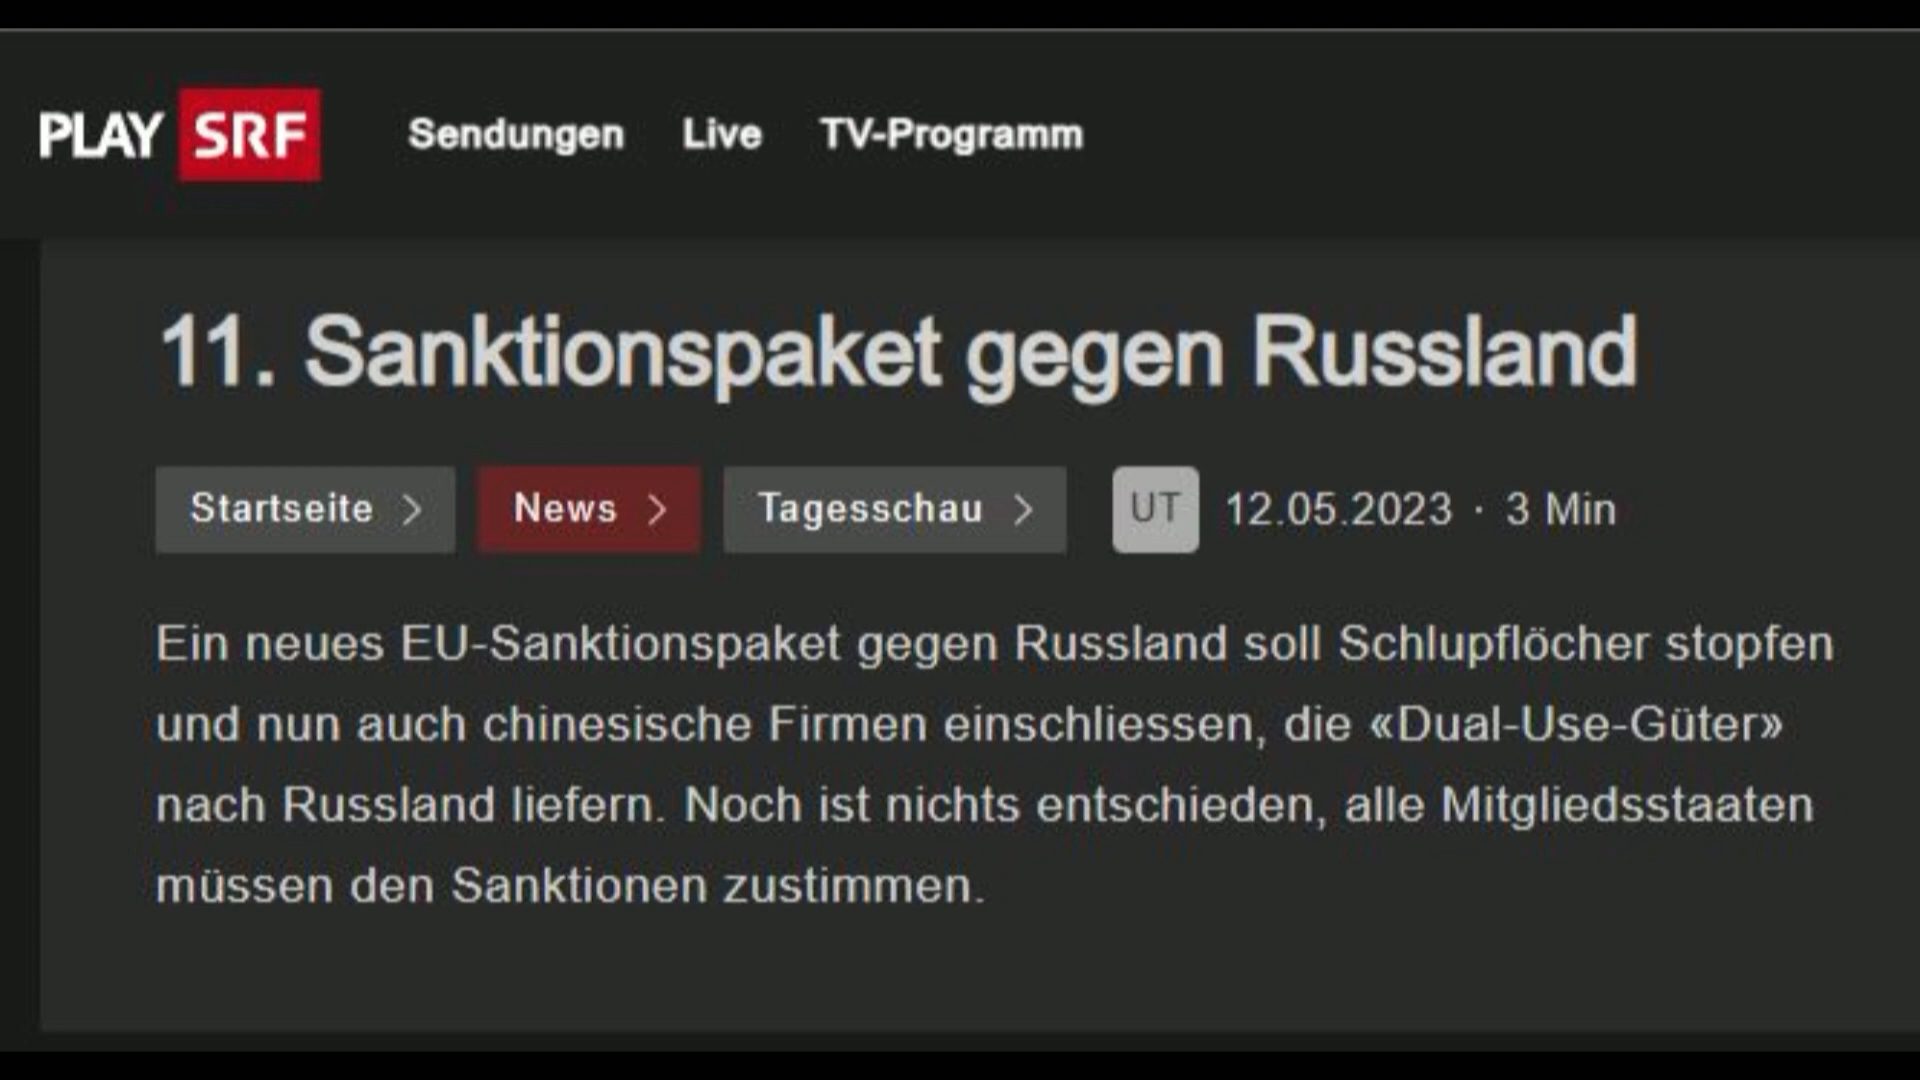 PLAY SRF Sendungen Live TV-Programm
11. Sanktionspaket gegen Russland
Startseite News Tagesschau UT 12.05.2023 · 3 Min
Ein neues EU-Sanktionspaket gegen Russland soll Schlupflöcher stopfen
und nun auch chinesische Firmen einschliessen, die «Dual-Use-Güter»
nach Russland liefern. Noch ist nichts entschieden, alle Mitgliedsstaaten
müssen den Sanktionen zustimmen.